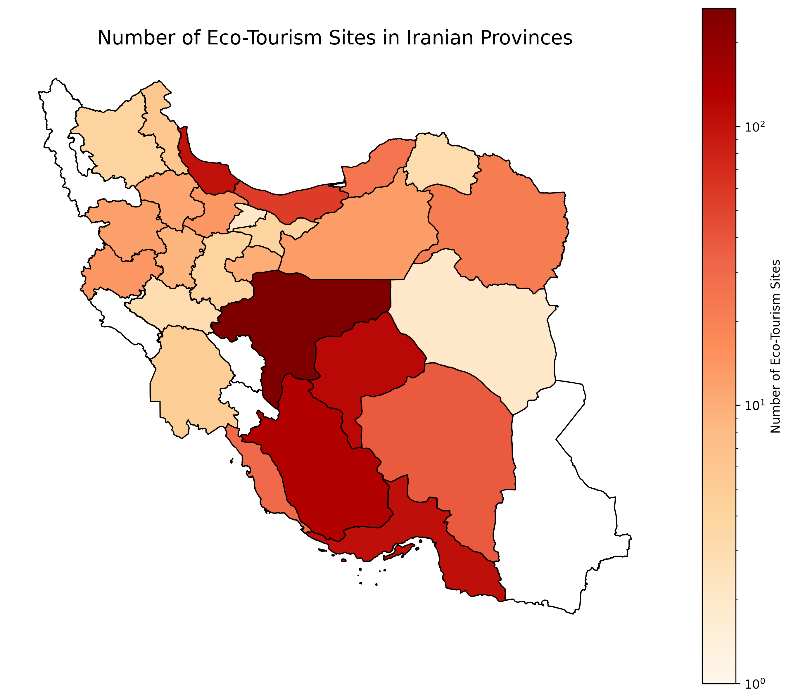 Number of Eco-Tourism Sites in Iranian Provinces
10²
10¹
10⁰
Number of Eco-Tourism Sites